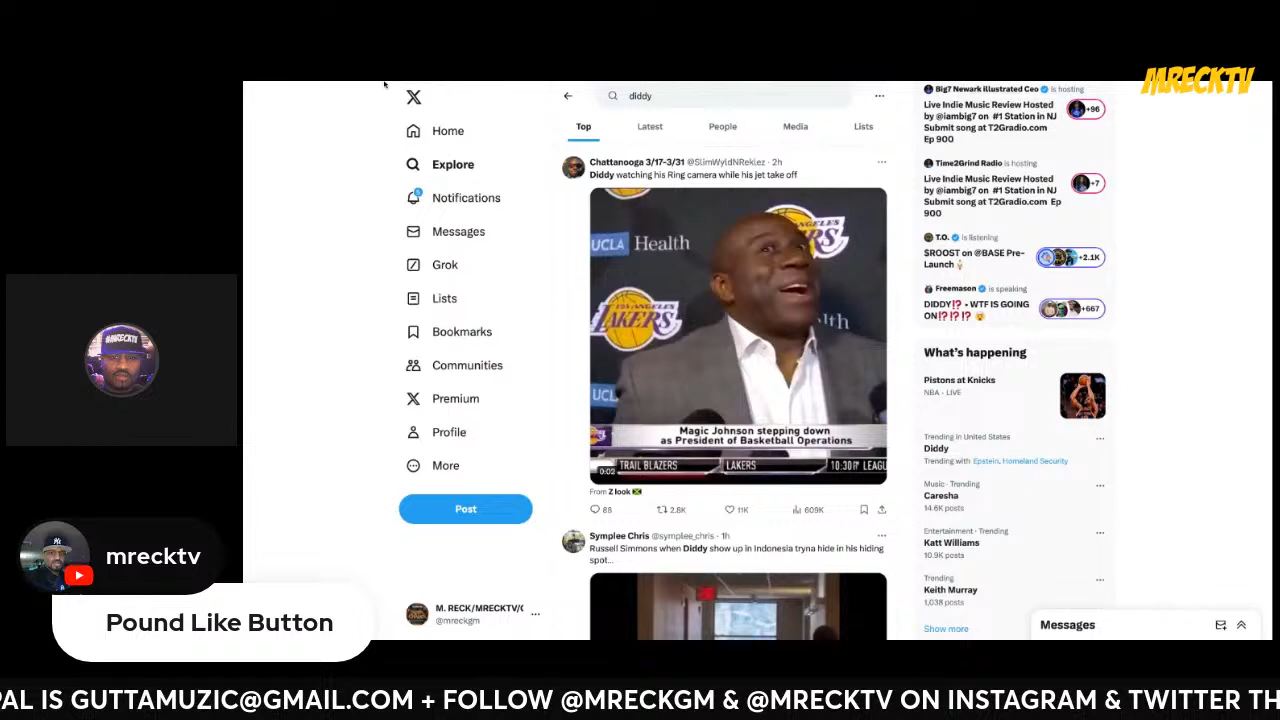 MRECKTV
Home
Explore
Notifications
Messages
Grok
Lists
Bookmarks
Communities
Premium
Profile
More
Post
M. RECK/MRECKTV/(
@mreckgm
diddy
Top
Latest
People
Media
Lists
Chattanooga 3/17-3/31 @SlimWyldNReklez · 2h
Diddy watching his Ring camera while his jet take off
UCLA Health
LOS ANGELES
LAKERS
Magic Johnson stepping down
as President of Basketball Operations
0:02
TRAIL BLAZERS
LAKERS
10:30
From Z look 🇯🇲
88
2.8K
11K
609K
Symplee Chris @symplee_chris · 1h
Russell Simmons when Diddy show up in Indonesia tryna hide in his hiding
spot...
Big7 Newark illustrated Ceo is hosting
Live Indie Music Review Hosted
by @iambig7 on #1 Station in NJ
Submit song at T2Gradio.com
Ep 900
+96
Time2Grind Radio is hosting
Live Indie Music Review Hosted
by @iambig7 on #1 Station in NJ
Submit song at T2Gradio.com Ep
900
+7
T.O. is listening
$ROOST on @BASE Pre-
Launch
+2.1K
Freemason is speaking
DIDDY⁉️ • WTF IS GOING
ON⁉️⁉️⁉️ 🤯
+667
What's happening
Pistons at Knicks
NBA · LIVE
Trending in United States
Diddy
Trending with Epstein, Homeland Security
Music · Trending
Caresha
14.6K posts
Entertainment · Trending
Katt Williams
10.9K posts
Trending
Keith Murray
1,038 posts
Show more
Messages
#MRECKTV
mrecktv
Pound Like Button
PAL IS GUTTAMUZIC@GMAIL.COM + FOLLOW @MRECKGM & @MRECKTV ON INSTAGRAM & TWITTER TH